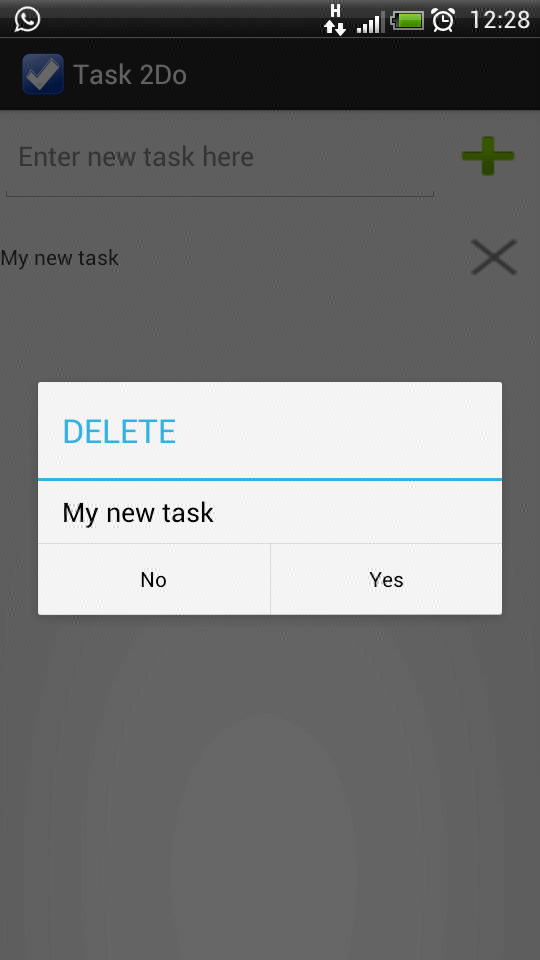 H
12:28
Task 2Do
Enter new task here
My new task
DELETE
My new task
No
Yes